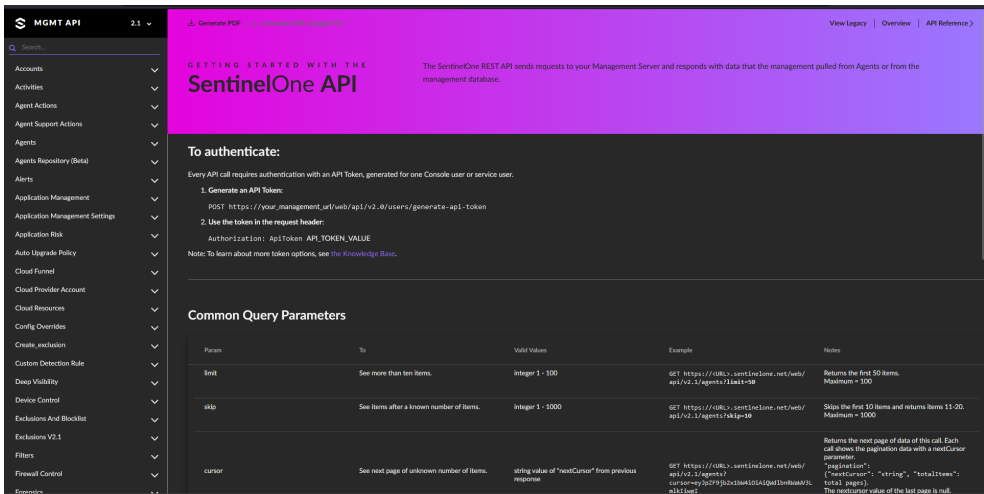 MGMT API
2.1
Search...
Accounts
Activities
Agent Actions
Agent Support Actions
Agents
Agents Repository (Beta)
Alerts
Application Management
Application Management Settings
Application Risk
Auto Upgrade Policy
Cloud Funnel
Cloud Provider Account
Cloud Resources
Config Overrides
Create_exclusion
Custom Detection Rule
Deep Visibility
Device Control
Exclusions And Blocklist
Exclusions V2.1
Filters
Firewall Control
Forensics
Generate PDF
View Legacy | Overview | API Reference
GETTING STARTED WITH THE
SentinelOne API
The SentinelOne REST API sends requests to your Management Server and responds with data that the management pulled from Agents or from the
management database.
To authenticate:
Every API call requires authentication with an API Token, generated for one Console user or service user.
1. Generate an API Token:
POST https://your_management_url/web/api/v2.0/users/generate-api-token
2. Use the token in the request header:
Authorization: ApiToken API_TOKEN_VALUE
Note: To learn about more token options, see the Knowledge Base.
Common Query Parameters
Param To Valid Values Example Notes
limit
See more than ten items.
integer 1 - 100
GET https://<URL>.sentinelone.net/web/
api/v2.1/agents?limit=50
Returns the first 50 items.
Maximum = 100
skip
See items after a known number of items.
integer 1 - 1000
GET https://<URL>.sentinelone.net/web/
api/v2.1/agents?skip=10
Skips the first 10 items and returns items 11-20.
Maximum = 1000
cursor
See next page of unknown number of items.
string value of "nextCursor" from previous
response
GET https://<URL>.sentinelone.net/web/
api/v2.1/agents?
Returns the next page of data of this call. Each
call shows the pagination data with a nextCursor
parameter.
"pagination":
{"nextCursor": "string", "totalItems":
total pages}.
The nextcursor value of the last page is null.